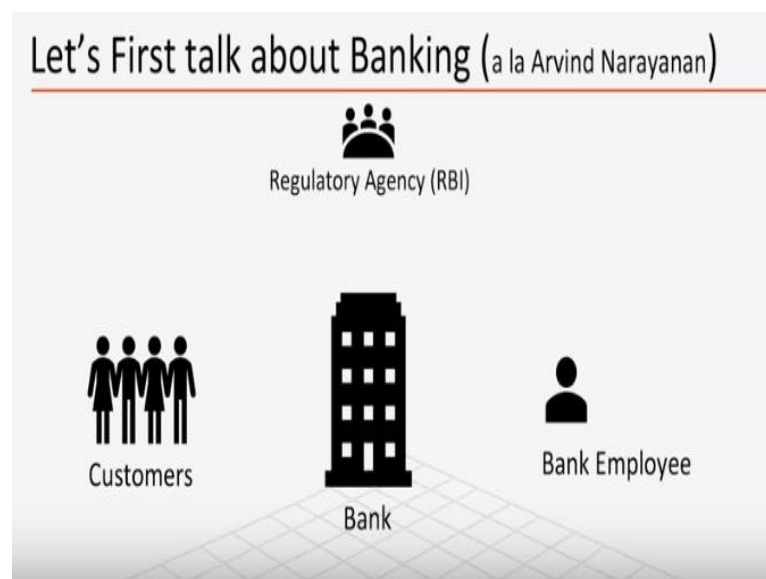 Let's First talk about Banking (a la Arvind Narayanan)
Regulatory Agency (RBI)
Customers
Bank
Bank Employee